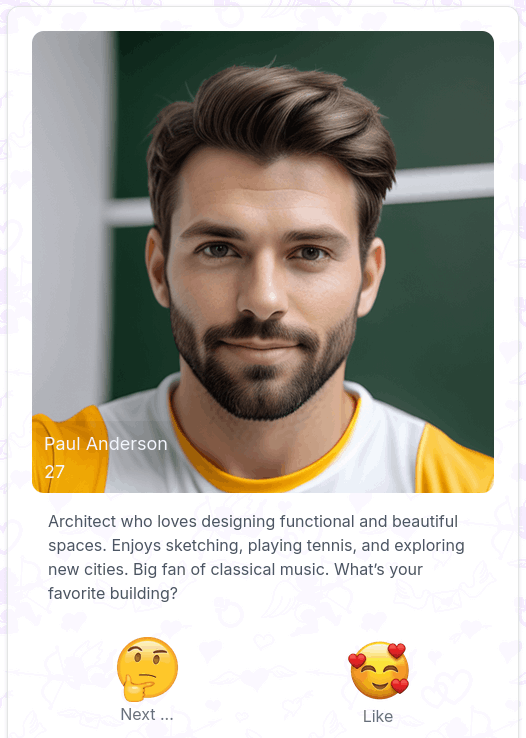 Paul Anderson
27
Architect who loves designing functional and beautiful
spaces. Enjoys sketching, playing tennis, and exploring
new cities. Big fan of classical music. What's your
favorite building?
Next ...
Like